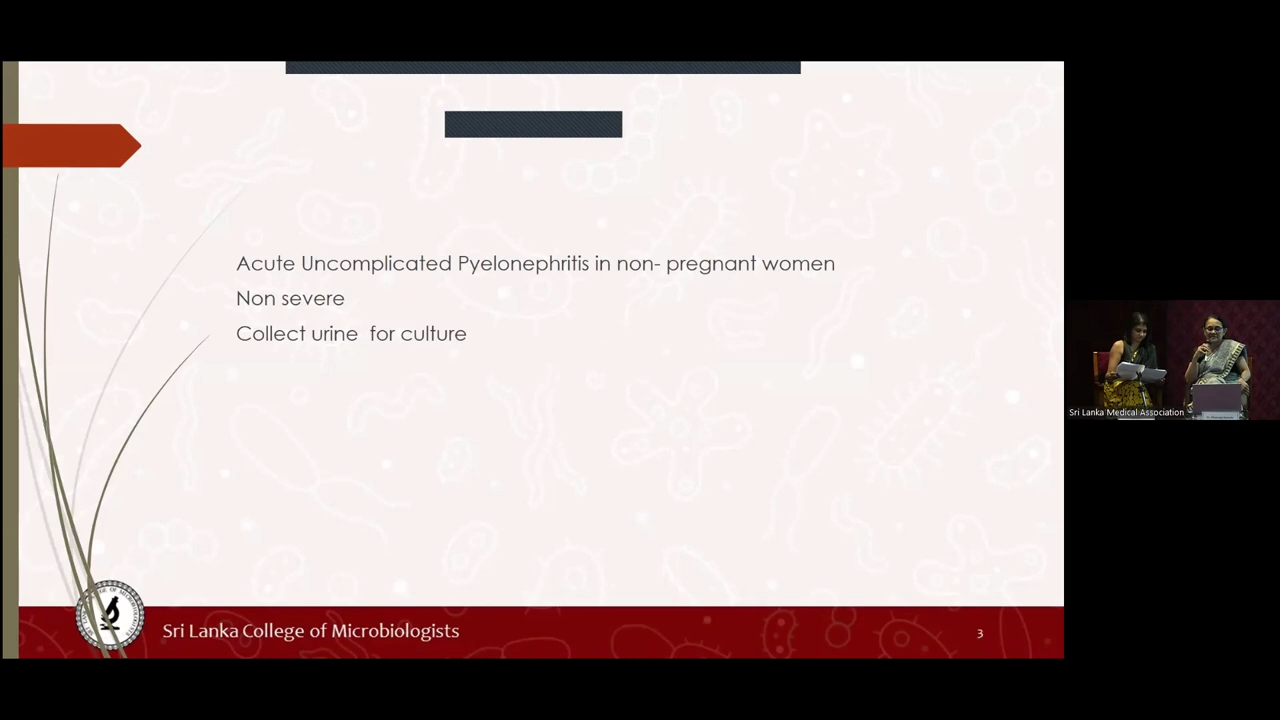 Acute Uncomplicated Pyelonephritis in non- pregnant women
Non severe
Collect urine  for culture
Sri Lanka College of Microbiologists
3
Sri Lanka Medical Association